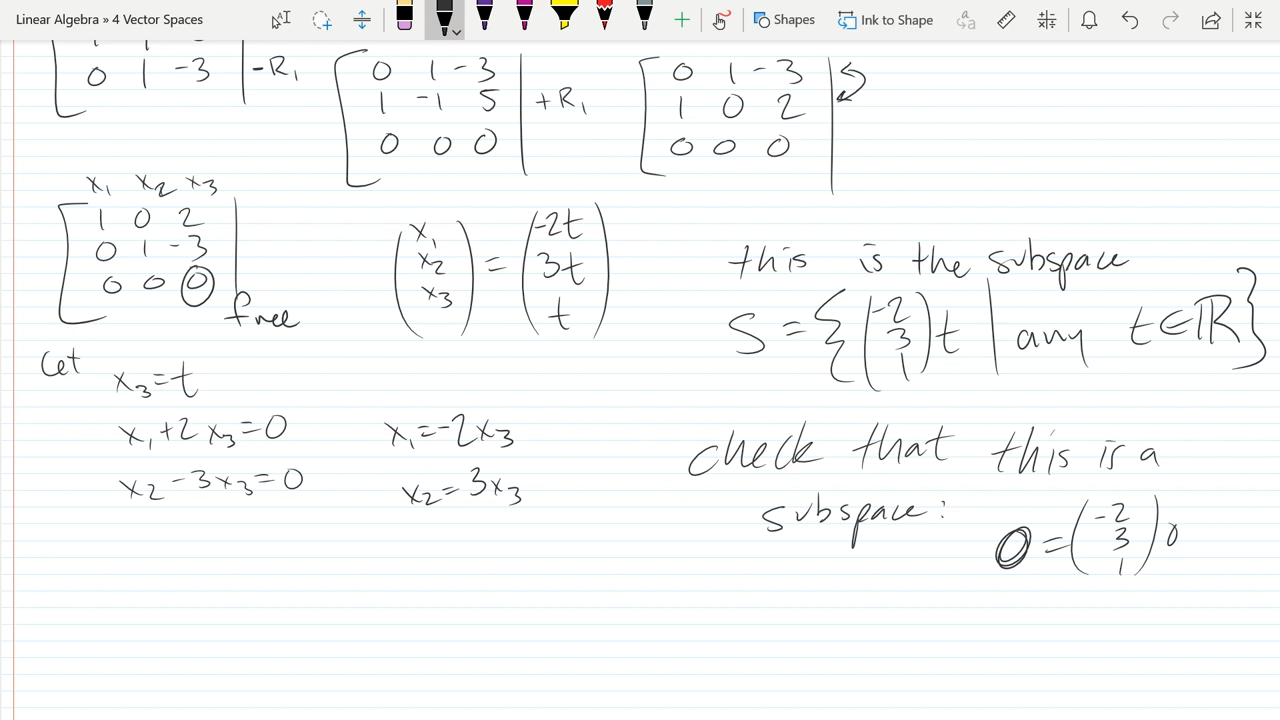 Linear Algebra » 4 Vector Spaces
Shapes
Ink to Shape
0 1 -3 | -R₁
0 1 -3
1 -1 5 | +R₁
0 0 0
0 1 -3
1 0 2
0 0 0
x₁ x₂ x₃
1 0 2
0 1 -3
0 0 0
free
(x₁ x₂ x₃) = (-2t 3t t)
this is the subspace
S = {(-2 3 1)t | any t∈ℝ}
Let
x₃=t
x₁+2x₃=0
x₂-3x₃=0
x₁=-2x₃
x₂=3x₃
check that this is a
subspace:
0=(-2 3 1)0